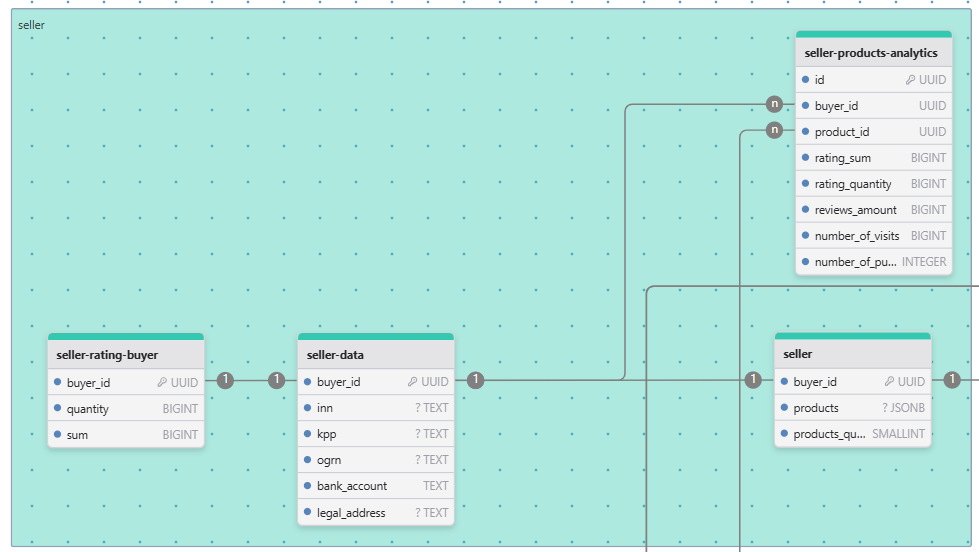 seller
seller-products-analytics
id UUID
buyer_id UUID
n
product_id UUID
n
rating_sum BIGINT
rating_quantity BIGINT
reviews_amount BIGINT
number_of_visits BIGINT
number_of_pu... INTEGER
seller-rating-buyer
buyer_id UUID
quantity BIGINT
sum BIGINT
1
1
seller-data
buyer_id UUID
inn ? TEXT
kpp ? TEXT
ogrn ? TEXT
bank_account TEXT
legal_address ? TEXT
1
1
seller
buyer_id UUID
products ? JSONB
products_qu... SMALLINT
1